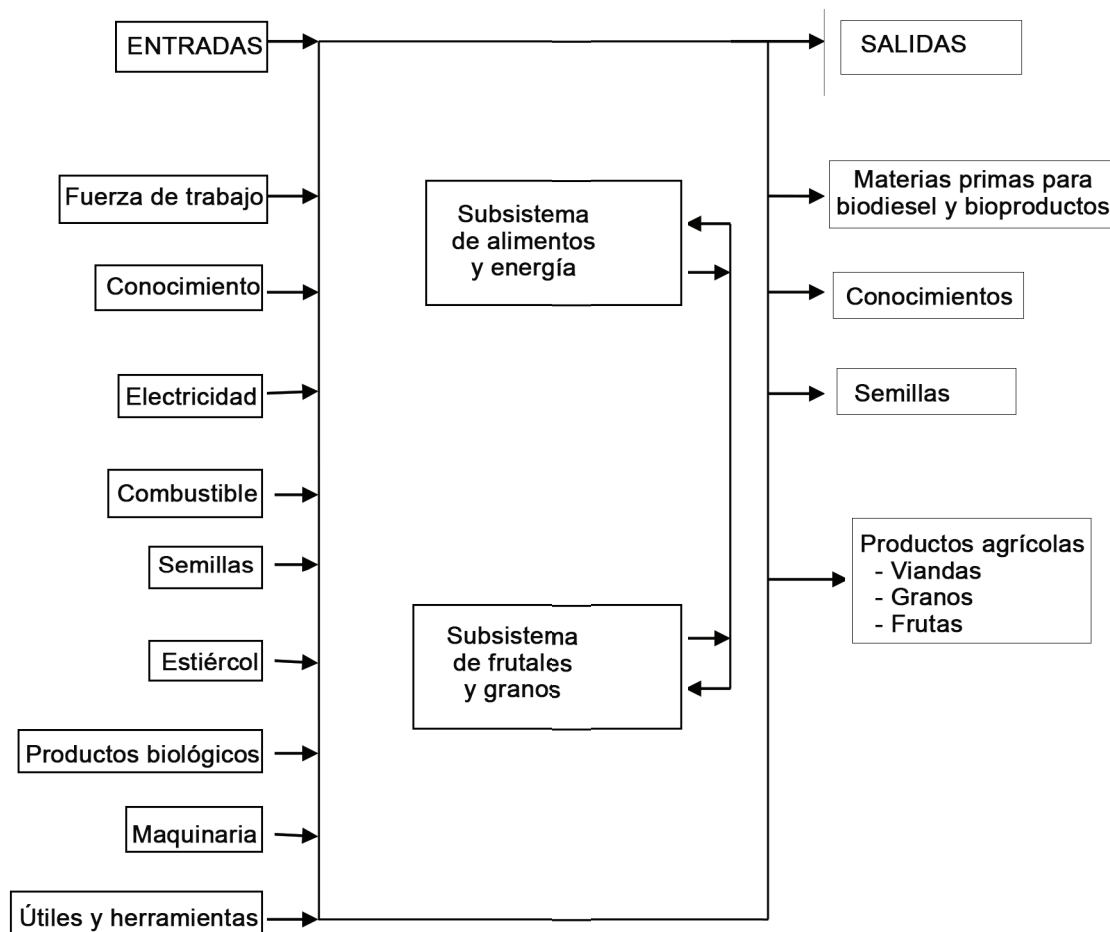 ENTRADAS
SALIDAS
Fuerza de trabajo
Conocimiento
Electricidad
Combustible
Semillas
Estiércol
Productos biológicos
Maquinaria
Útiles y herramientas
Subsistema
de alimentos
y energía
Subsistema
de frutales
y granos
Materias primas para
biodiesel y bioproductos
Conocimientos
Semillas
Productos agrícolas
- Viandas
- Granos
- Frutas